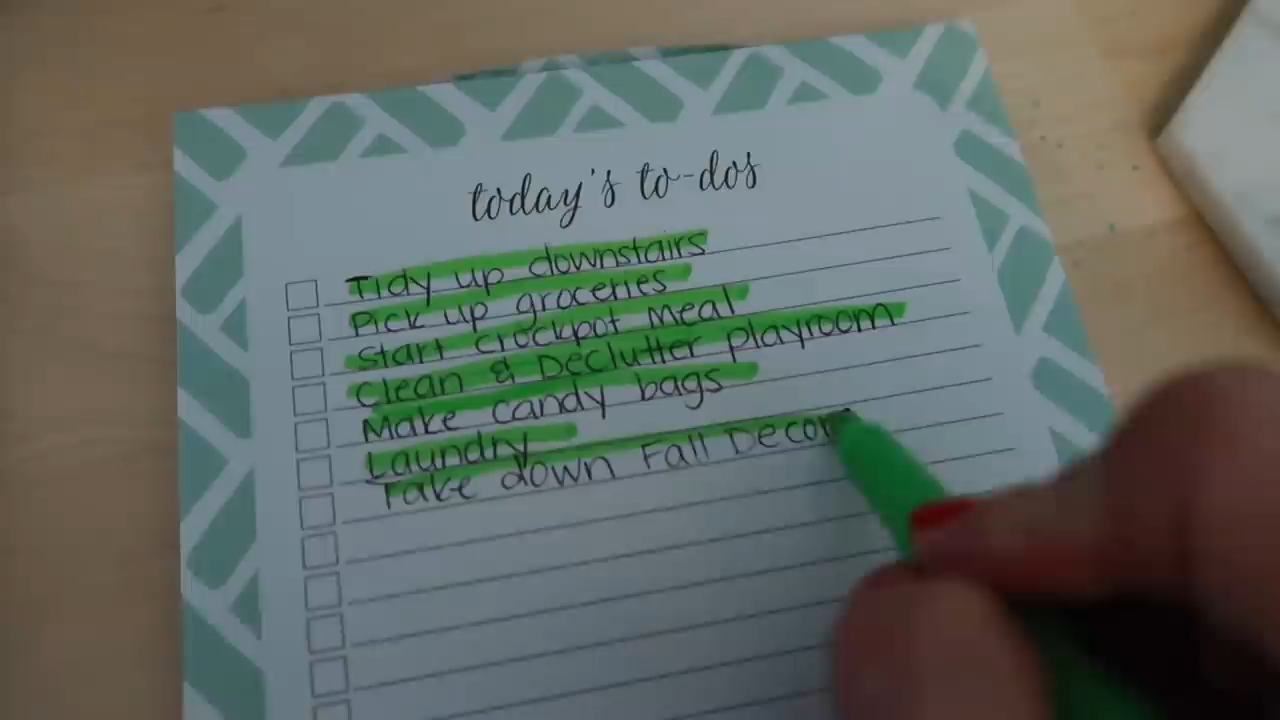 today's to-dos
Tidy up downstairs
Pick up groceries
Start crockpot Meal
Clean & Declutter playroom
Make candy bags
Laundry
Take down Fall Decor